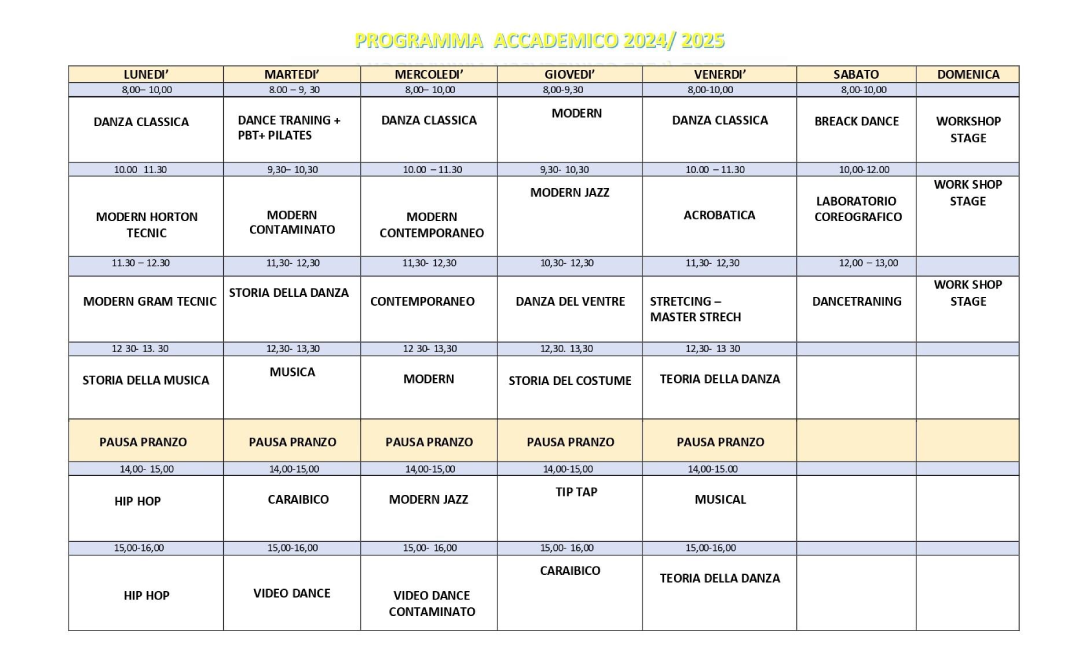 PROGRAMMA ACCADEMICO 2024/ 2025
LUNEDI’ MARTEDI’ MERCOLEDI’ GIOVEDI’ VENERDI’ SABATO DOMENICA
8,00– 10,00 8.00 – 9, 30 8,00– 10,00 8,00-9,30 8,00-10,00 8,00-10,00
DANZA CLASSICA DANCE TRANING + DANZA CLASSICA MODERN DANZA CLASSICA BREACK DANCE WORKSHOP
PBT+ PILATES STAGE
10.00 11.30 9,30– 10,30 10.00 – 11.30 9,30- 10,30 10.00 – 11.30 10,00-12.00
MODERN HORTON MODERN MODERN MODERN JAZZ ACROBATICA LABORATORIO WORK SHOP
TECNIC CONTAMINATO CONTEMPORANEO COREOGRAFICO STAGE
11.30 – 12.30 11,30- 12,30 11,30- 12,30 10,30- 12,30 11,30- 12,30 12,00 – 13,00
MODERN GRAM TECNIC STORIA DELLA DANZA CONTEMPORANEO DANZA DEL VENTRE STRETCING – DANCETRANING WORK SHOP
MASTER STRECH STAGE
12 30- 13. 30 12,30- 13,30 12 30- 13,30 12,30. 13,30 12,30- 13 30
STORIA DELLA MUSICA MUSICA MODERN STORIA DEL COSTUME TEORIA DELLA DANZA
PAUSA PRANZO PAUSA PRANZO PAUSA PRANZO PAUSA PRANZO PAUSA PRANZO
14,00- 15,00 14,00-15,00 14,00-15,00 14,00-15,00 14,00-15.00
HIP HOP CARAIBICO MODERN JAZZ TIP TAP MUSICAL
15,00-16,00 15,00-16,00 15,00- 16,00 15,00- 16,00 15,00-16,00
HIP HOP VIDEO DANCE VIDEO DANCE CARAIBICO TEORIA DELLA DANZA
CONTAMINATO